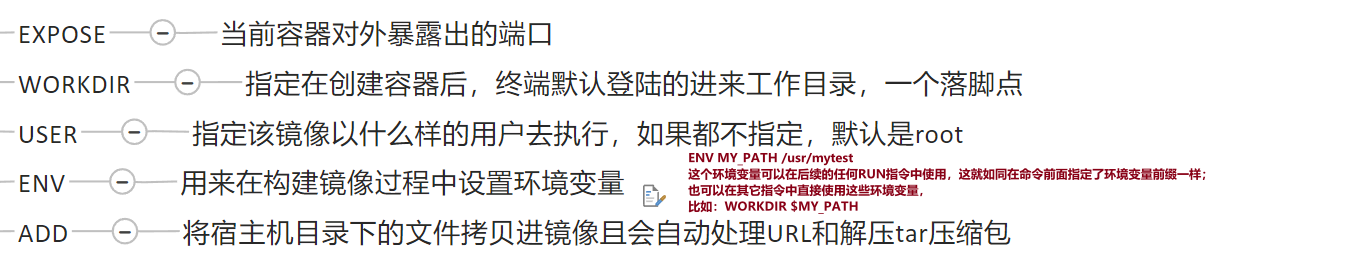 EXPOSE 当前容器对外暴露出的端口
WORKDIR 指定在创建容器后，终端默认登陆的进来工作目录，一个落脚点
USER 指定该镜像以什么样的用户去执行，如果都不指定，默认是root
ENV 用来在构建镜像过程中设置环境变量
ENV MY_PATH /usr/mytest
这个环境变量可以在后续的任何RUN指令中使用，这就如同在命令前面指定了环境变量前缀一样；
也可以在其它指令中直接使用这些环境变量，
比如：WORKDIR $MY_PATH
ADD 将宿主机目录下的文件拷贝进镜像且会自动处理URL和解压tar压缩包